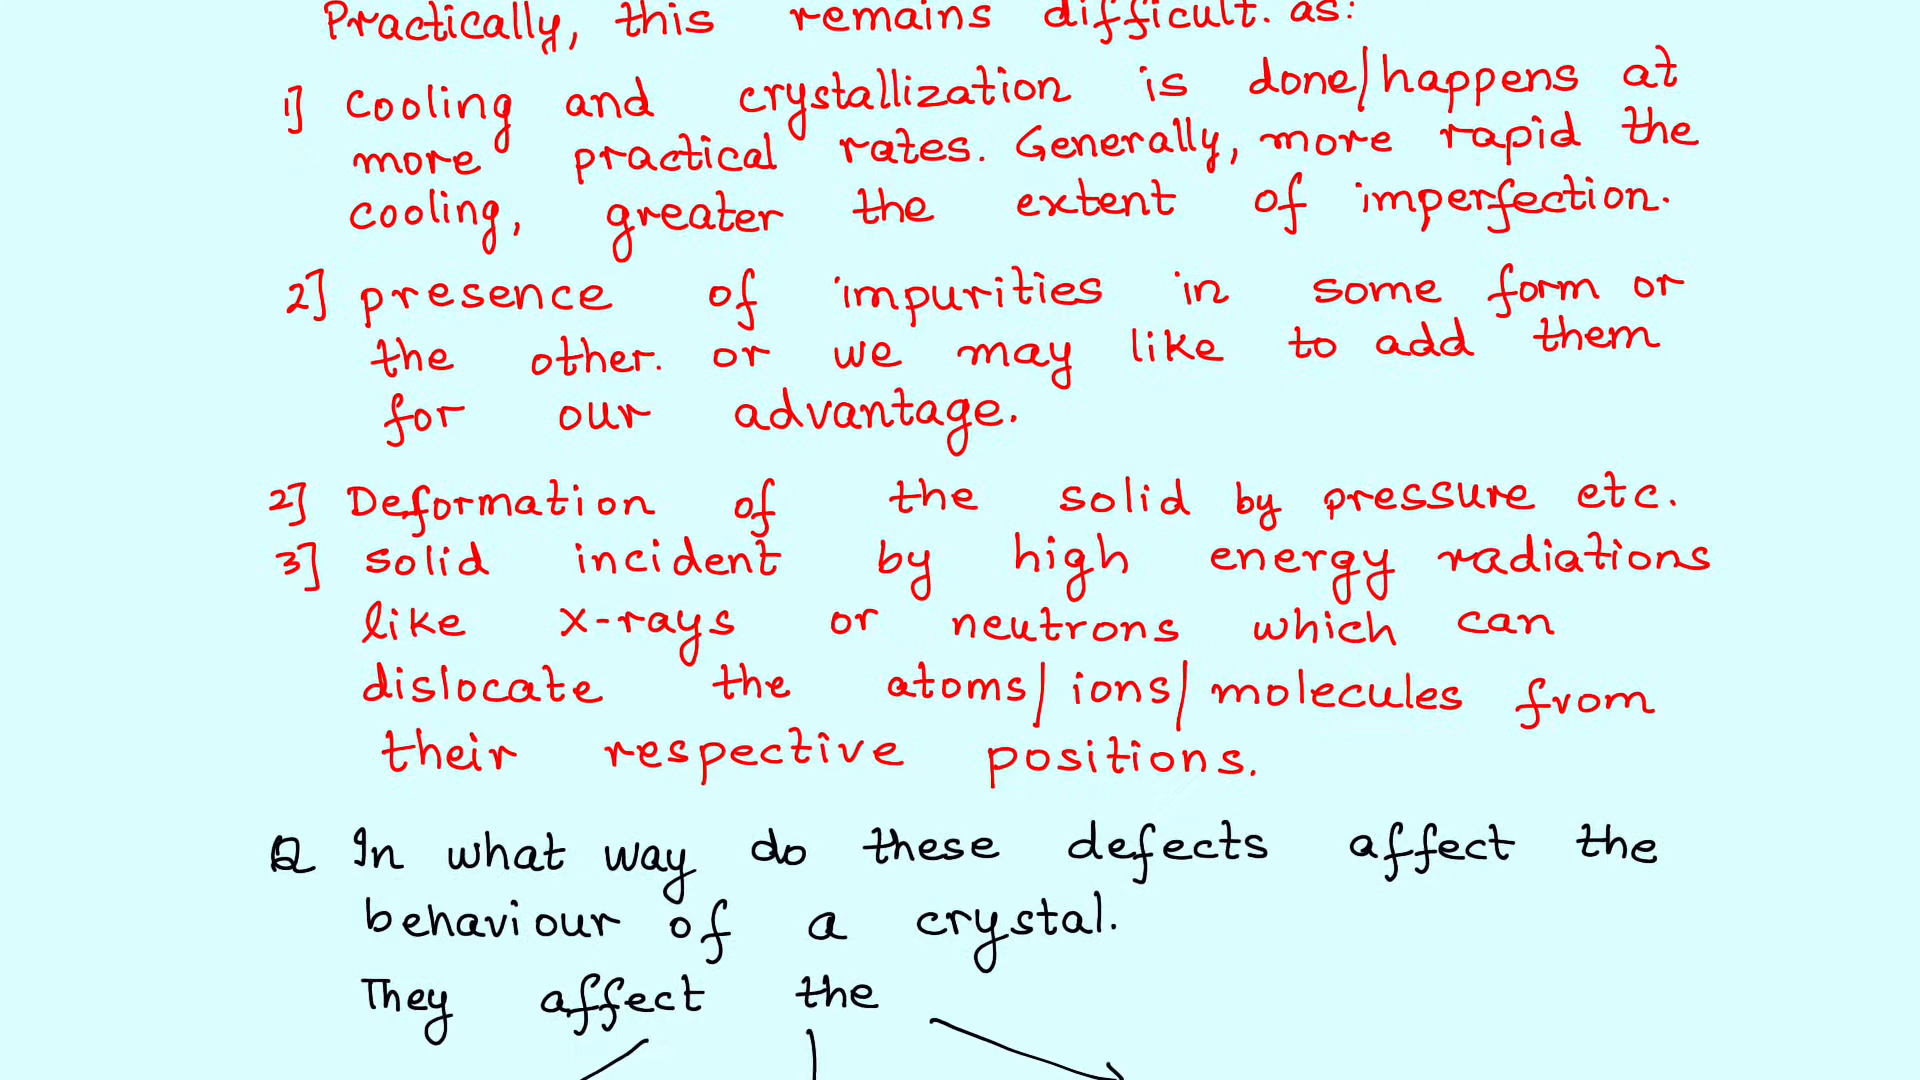 Practically, this remains difficult. as:
1] Cooling and crystallization is done/happens at
more practical rates. Generally, more rapid the
cooling, greater the extent of imperfection.
2] presence of impurities in some form or
the other. or we may like to add them
for our advantage.
2] Deformation of the solid by pressure etc.
3] solid incident by high energy radiations
like x-rays or neutrons which can
dislocate the atoms/ions/molecules from
their respective positions.
Q In what way do these defects affect the
behaviour of a crystal.
They affect the